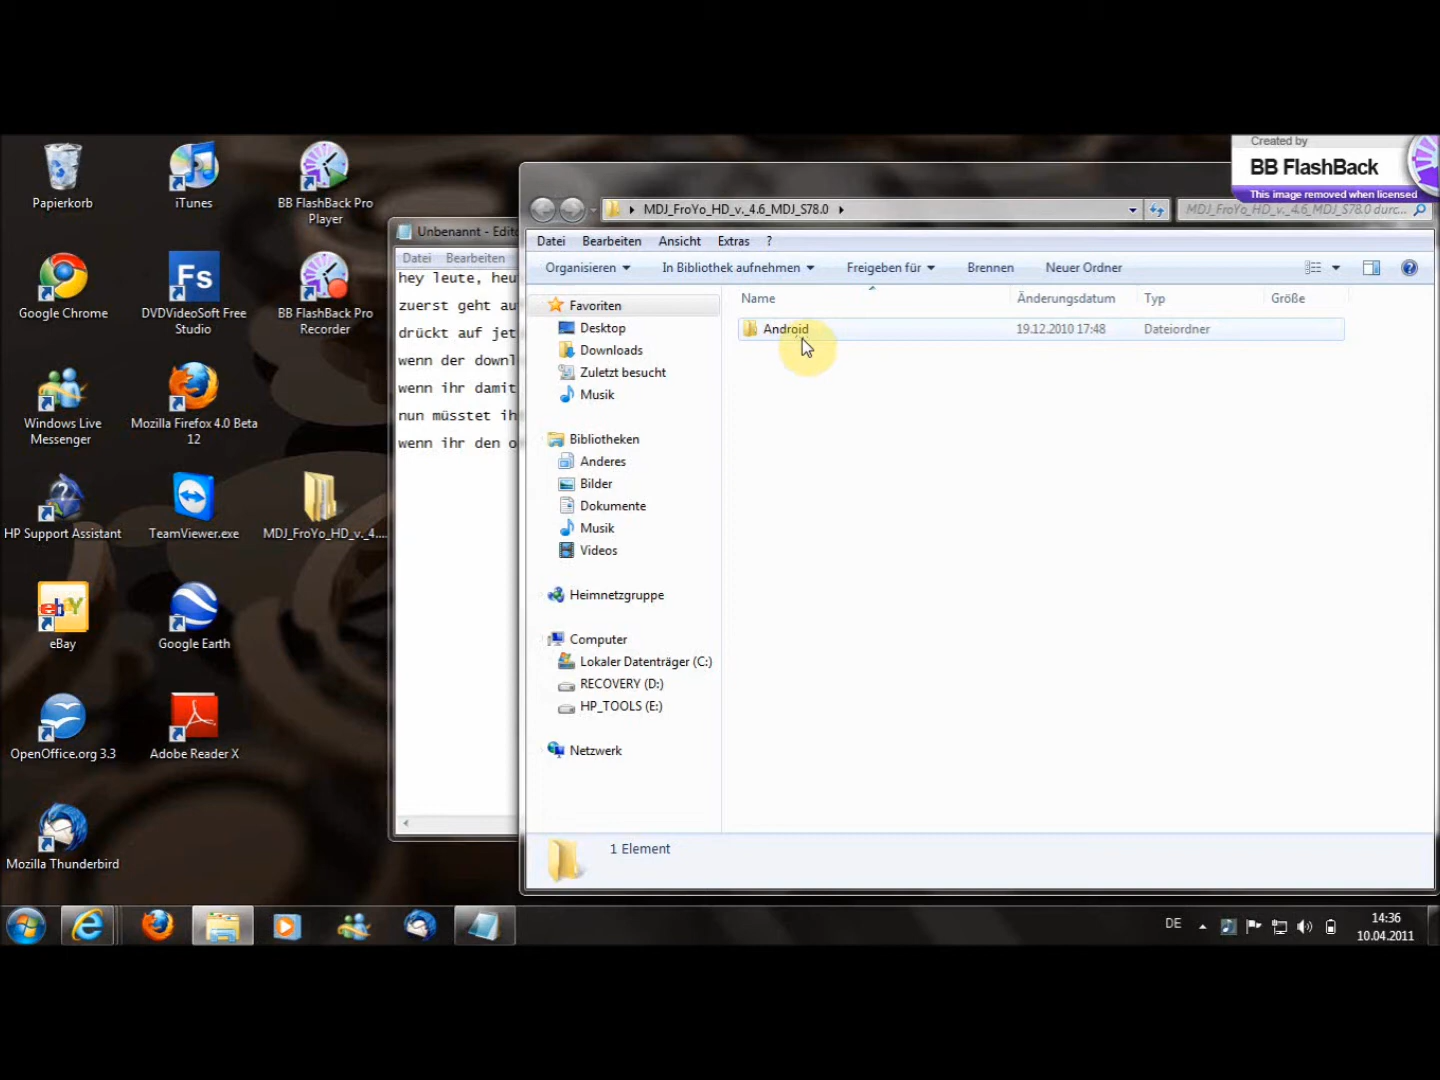 Created by
BB FlashBack
This image removed when licensed
Papierkorb
iTunes
BB FlashBack Pro
Player
Google Chrome
DVDVideoSoft Free
Studio
BB FlashBack Pro
Recorder
Windows Live
Messenger
Mozilla Firefox 4.0 Beta
12
HP Support Assistant
TeamViewer.exe
MDJ_FroYo_HD_v._4....
eBay
Google Earth
OpenOffice.org 3.3
Adobe Reader X
Mozilla Thunderbird
Unbenannt - Edito
Datei Bearbeiten
hey leute, heu
zuerst geht au
drückt auf jet
wenn der downl
wenn ihr damit
nun müsstet ih
wenn ihr den o
MDJ_FroYo_HD_v._4.6_MDJ_S78.0
MDJ_FroYo_HD_v._4.6_MDJ_S78.0 durc...
Datei Bearbeiten Ansicht Extras ?
Organisieren In Bibliothek aufnehmen Freigeben für Brennen Neuer Ordner
Favoriten
Desktop
Downloads
Zuletzt besucht
Musik
Bibliotheken
Anderes
Bilder
Dokumente
Musik
Videos
Heimnetzgruppe
Computer
Lokaler Datenträger (C:)
RECOVERY (D:)
HP_TOOLS (E:)
Netzwerk
Name Änderungsdatum Typ Größe
Android 19.12.2010 17:48 Dateiordner
1 Element
DE
14:36
10.04.2011